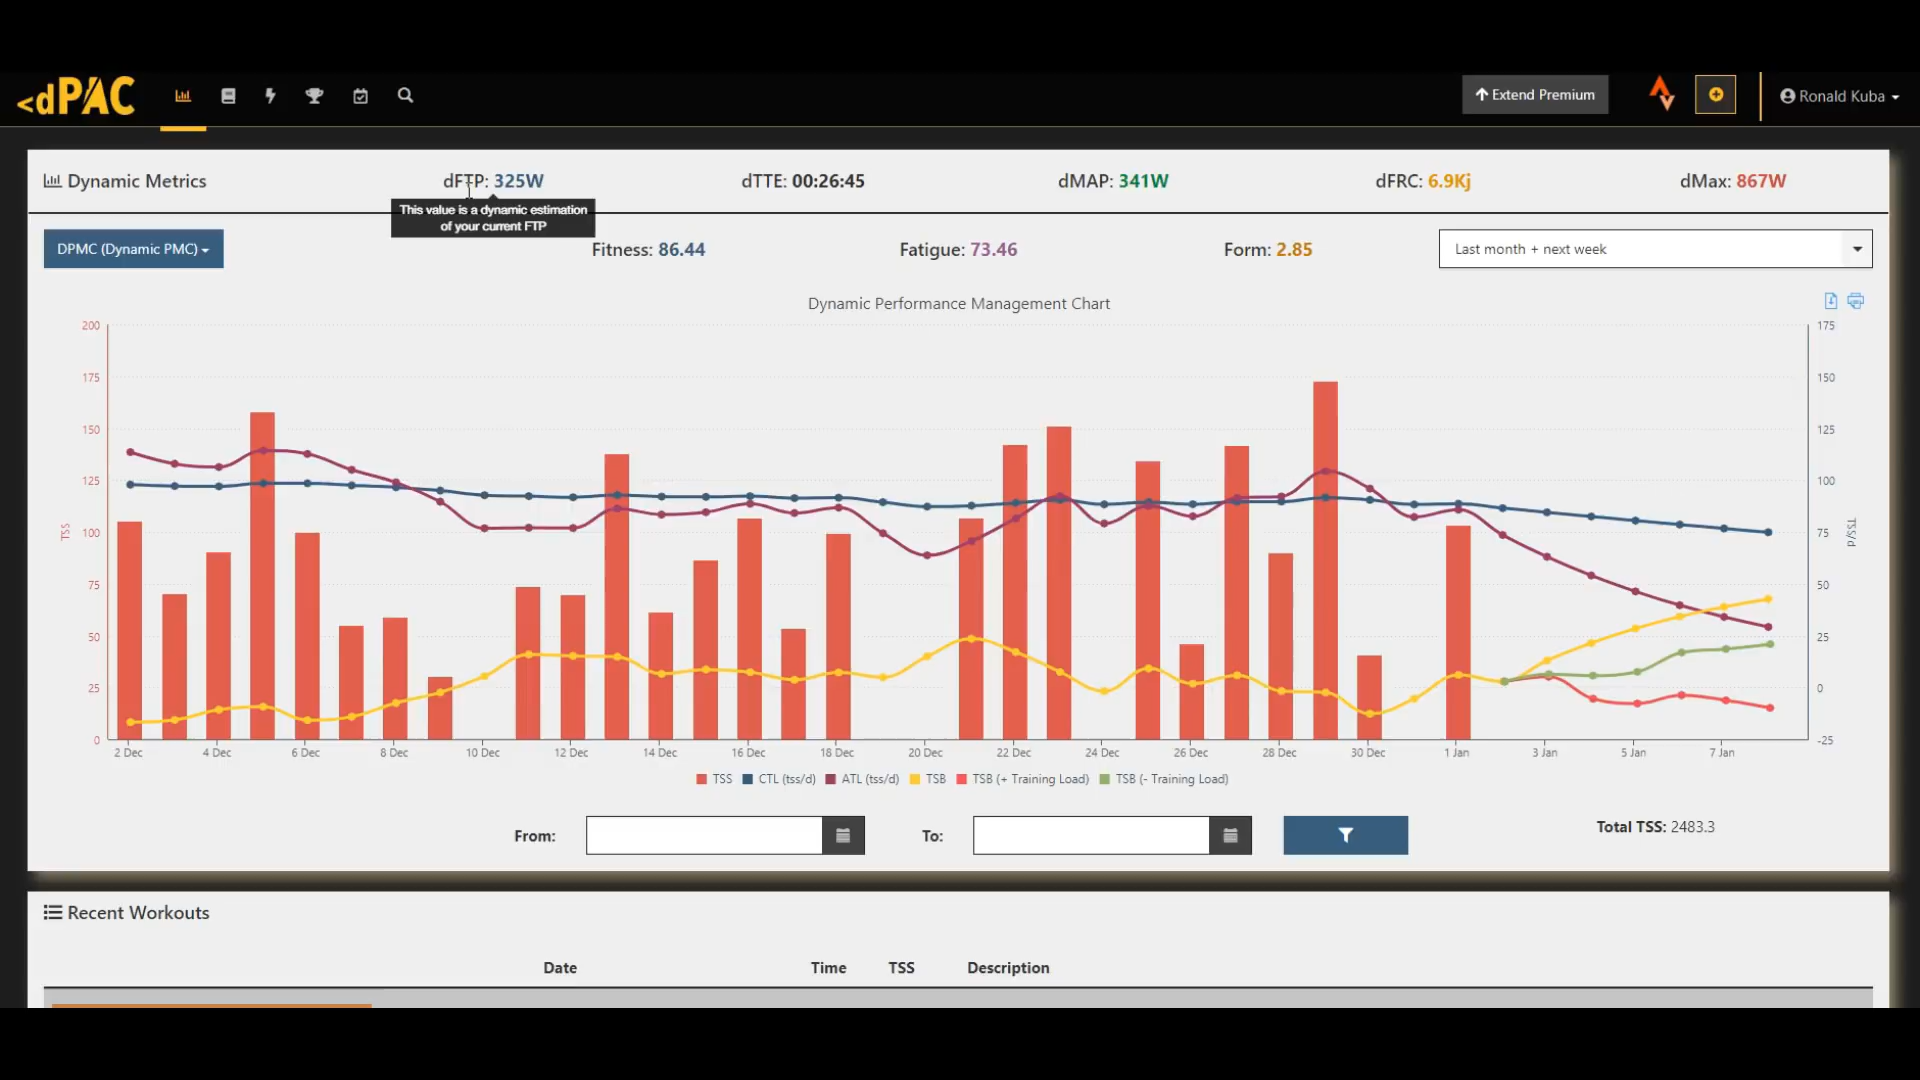 <dPAC
Extend Premium
Ronald Kuba
Dynamic Metrics
dFTP: 325W
dTTE: 00:26:45
dMAP: 341W
dFRC: 6.9Kj
dMax: 867W
This value is a dynamic estimation
of your current FTP
DPMC (Dynamic PMC)
Fitness: 86.44
Fatigue: 73.46
Form: 2.85
Last month + next week
Dynamic Performance Management Chart
200
175
150
125
100
75
50
25
0
TSS
175
150
125
100
75
50
25
0
-25
TSS/d
2 Dec
4 Dec
6 Dec
8 Dec
10 Dec
12 Dec
14 Dec
16 Dec
18 Dec
20 Dec
22 Dec
24 Dec
26 Dec
28 Dec
30 Dec
1 Jan
3 Jan
5 Jan
7 Jan
TSS
CTL (tss/d)
ATL (tss/d)
TSB
TSB (+ Training Load)
TSB (- Training Load)
From:
To:
Total TSS: 2483.3
Recent Workouts
Date
Time
TSS
Description